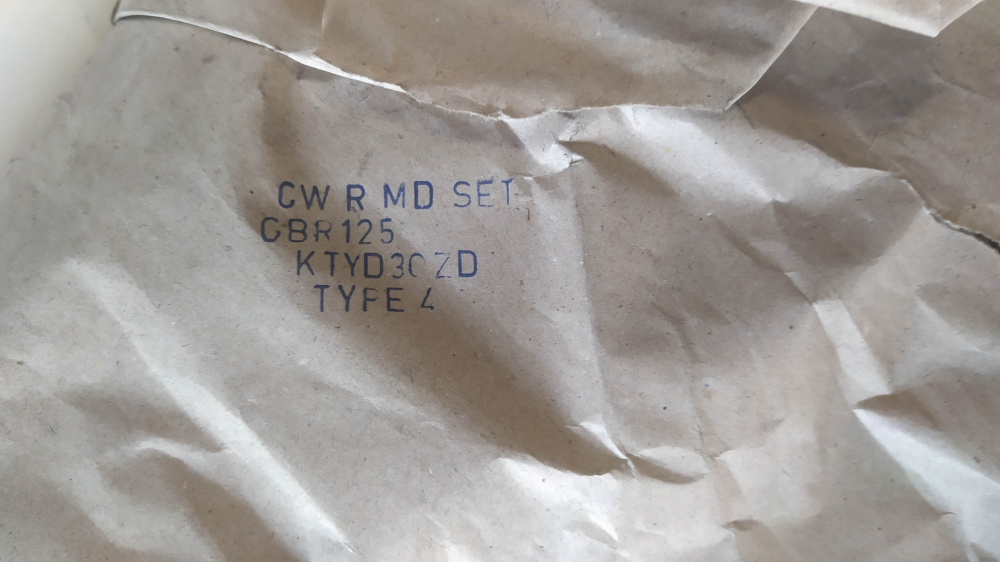 CW R MD SET
CBR125
KTYD30ZD
TYPE 4